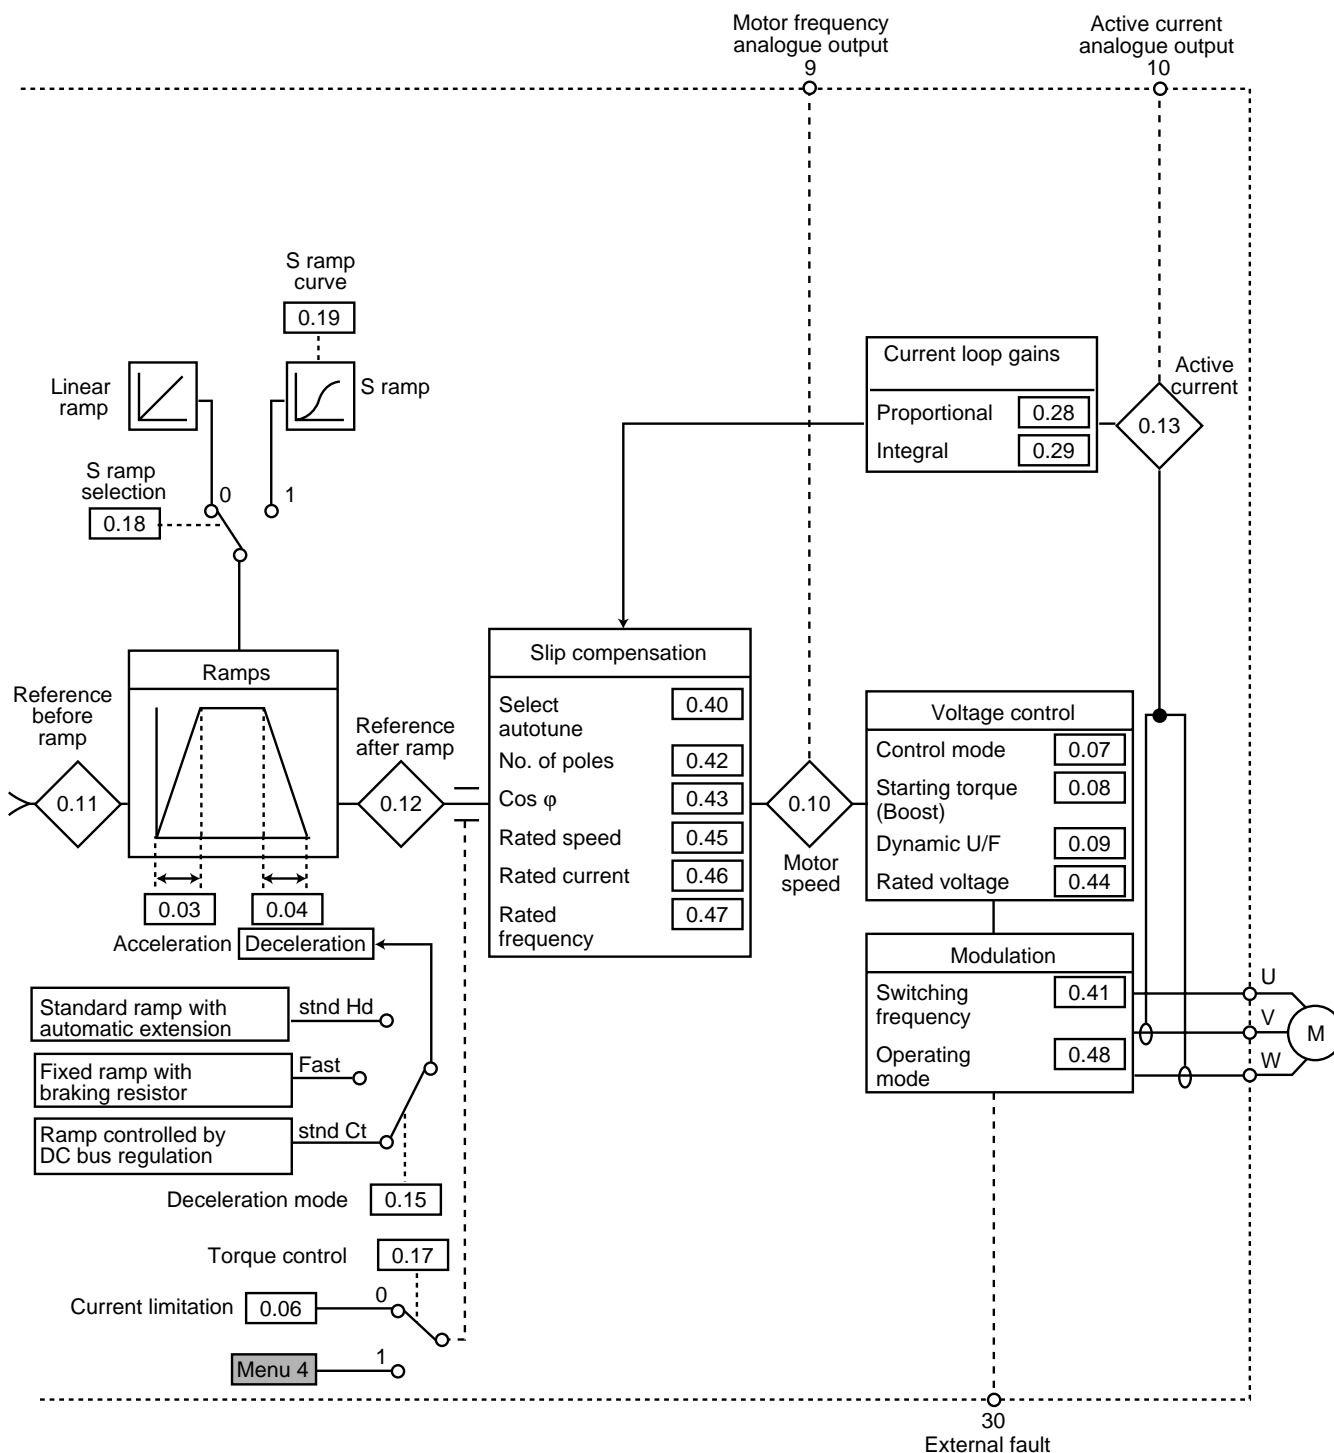 Motor frequency
analogue output
9
Active current
analogue output
10
S ramp
curve
0.19
Linear
ramp
S ramp
S ramp
selection
0.18
0
1
Current loop gains
Proportional 0.28
Integral 0.29
Active
current
0.13
Reference
before
ramp
0.11
Ramps
0.03
0.04
Acceleration
Deceleration
Reference
after ramp
0.12
Slip compensation
Select
autotune
0.40
No. of poles 0.42
Cos φ 0.43
Rated speed 0.45
Rated current 0.46
Rated
frequency
0.47
0.10
Motor
speed
Voltage control
Control mode 0.07
Starting torque
(Boost)
0.08
Dynamic U/F 0.09
Rated voltage 0.44
Modulation
Switching
frequency
0.41
Operating
mode
0.48
U
V
W
M
Standard ramp with
automatic extension
stnd Hd
Fixed ramp with
braking resistor
Fast
Ramp controlled by
DC bus regulation
stnd Ct
Deceleration mode 0.15
Torque control 0.17
Current limitation 0.06
0
Menu 4
1
30
External fault